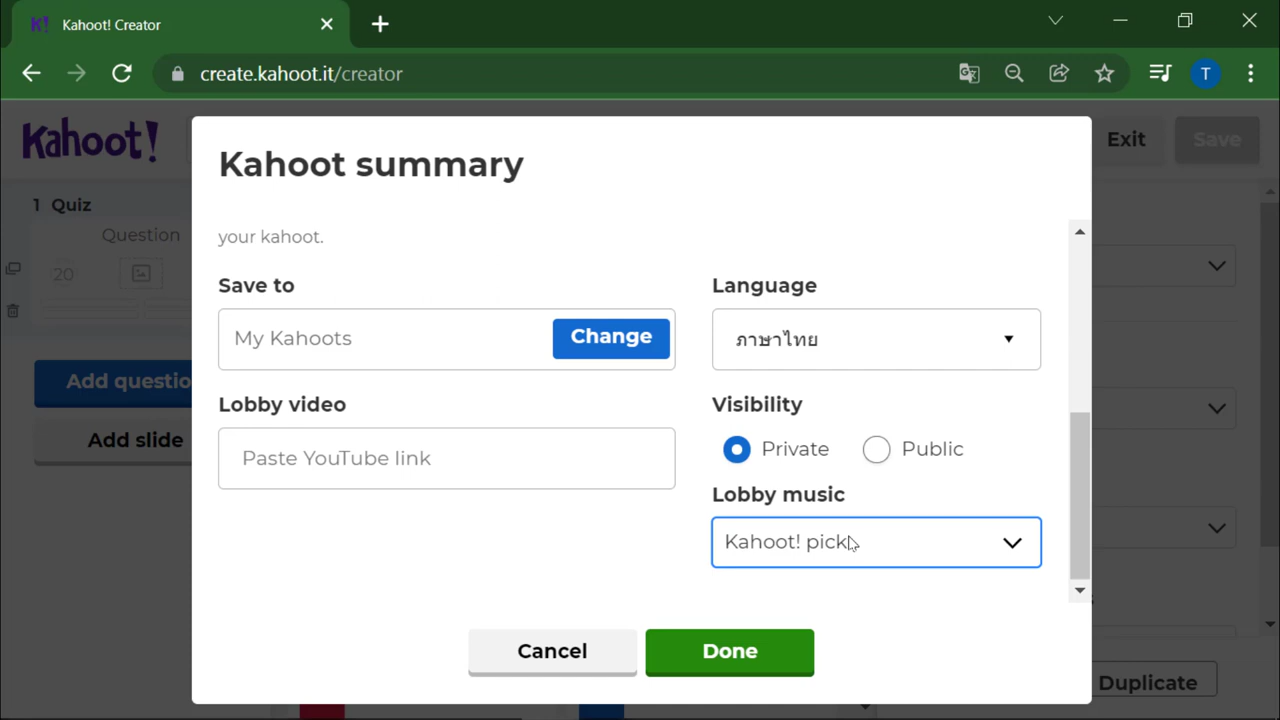 Kahoot! Creator
create.kahoot.it/creator
T
Kahoot!
Exit
Save
1 Quiz
Question
20
Add questio
Add slide
Duplicate
Kahoot summary
your kahoot.
Save to
My Kahoots
Change
Language
ภาษาไทย
Lobby video
Paste YouTube link
Visibility
Private
Public
Lobby music
Kahoot! pick
Cancel
Done